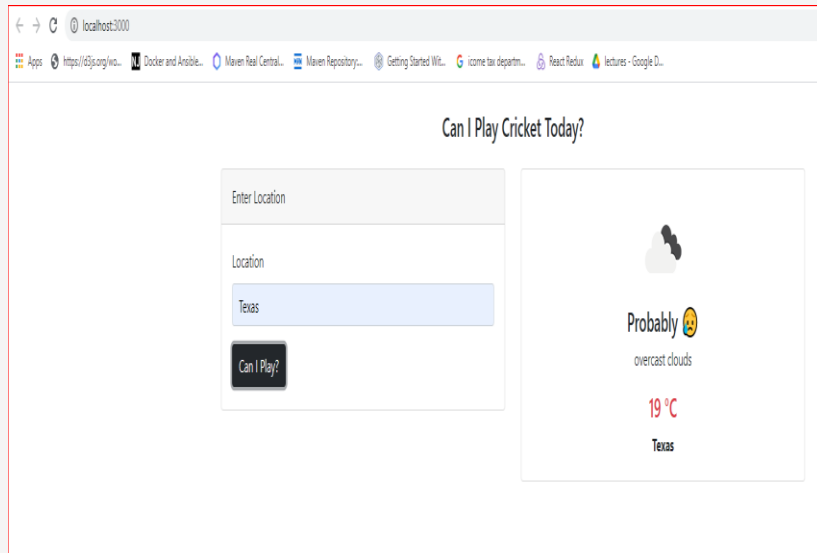 localhost:3000
Apps https://d3js.org/wo... Docker and Ansible... Maven Real Central... Maven Repository:... Getting Started Wit... icome tax departm... React Redux lectures - Google D...
Can I Play Cricket Today?
Enter Location
Location
Texas
Can I Play?
Probably 😥
overcast clouds
19 °C
Texas